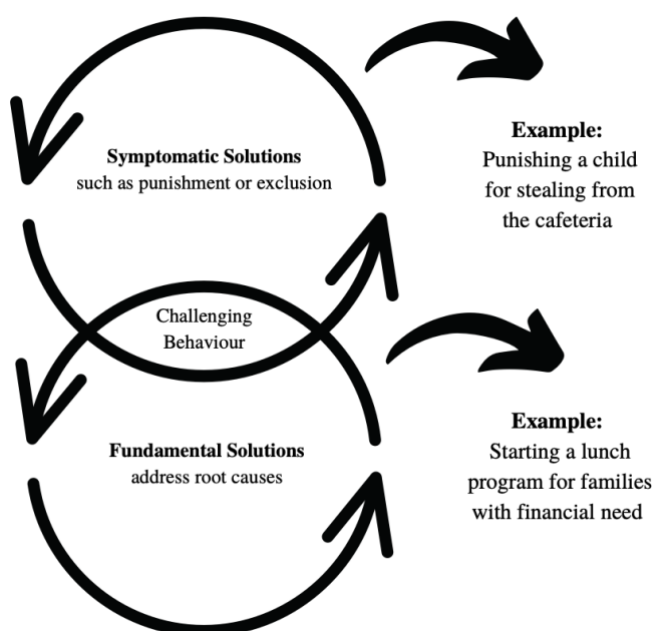 Symptomatic Solutions
such as punishment or exclusion
Example:
Punishing a child
for stealing from
the cafeteria
Challenging
Behaviour
Fundamental Solutions
address root causes
Example:
Starting a lunch
program for families
with financial need